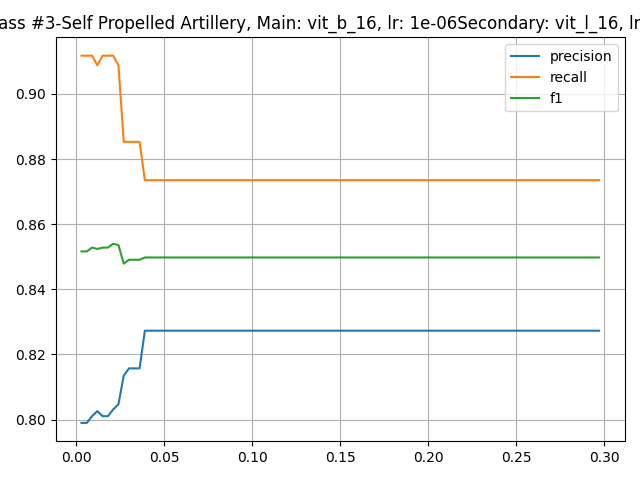 ass #3-Self Propelled Artillery, Main: vit_b_16, lr: 1e-06Secondary: vit_l_16, lr
precision
recall
f1
0.90
0.88
0.86
0.84
0.82
0.80
0.00 0.05 0.10 0.15 0.20 0.25 0.30